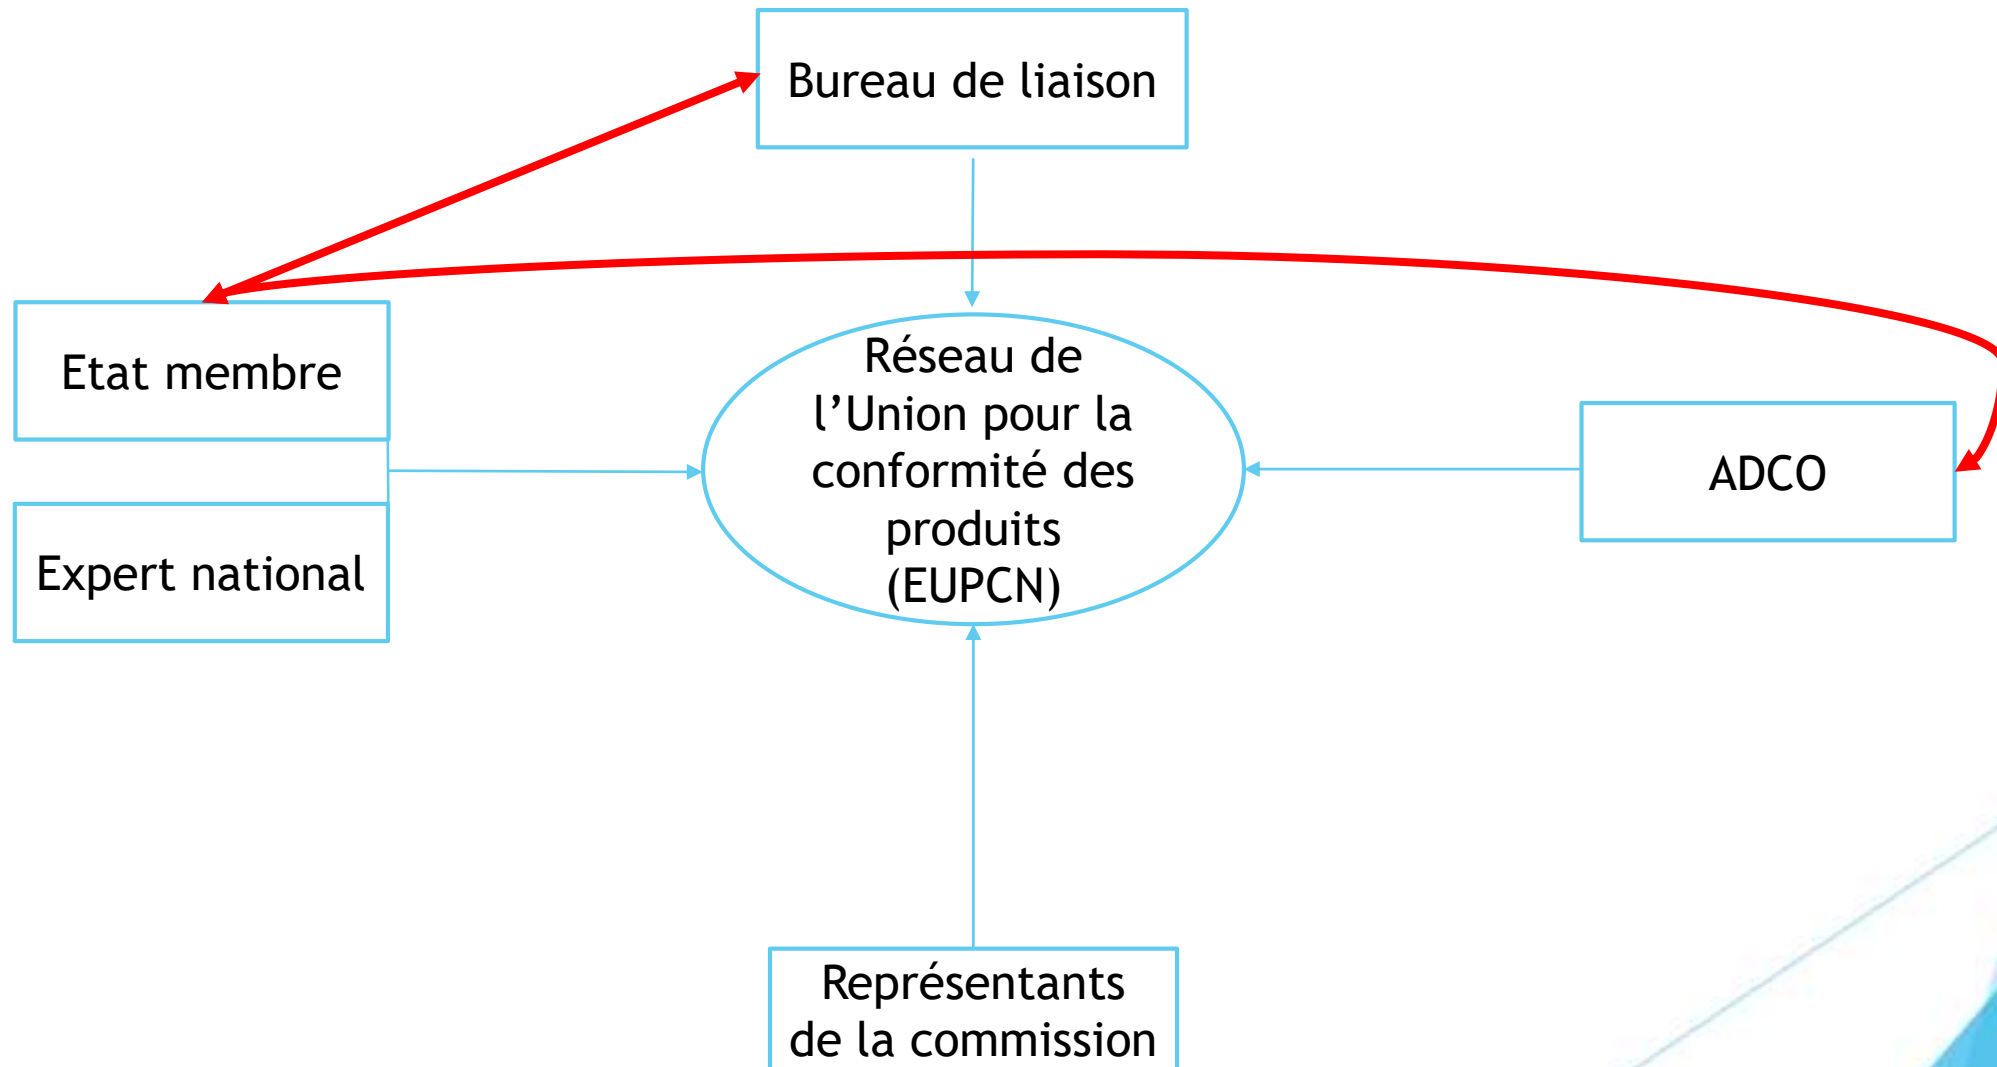 Bureau de liaison
Etat membre
Expert national
Réseau de
l’Union pour la
conformité des
produits
(EUPCN)
ADCO
Représentants
de la commission